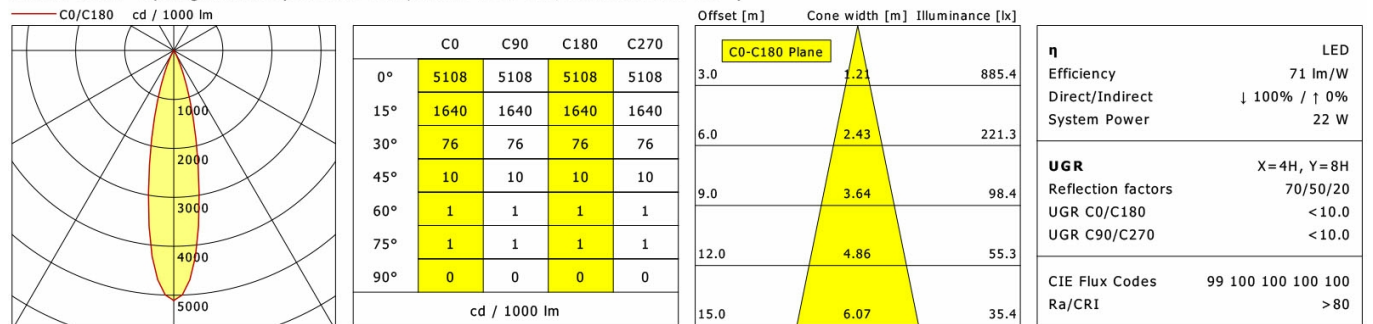 C0/C180 cd / 1000 lm
1000
2000
3000
4000
5000
C0 C90 C180 C270
0° 5108 5108 5108 5108
15° 1640 1640 1640 1640
30° 76 76 76 76
45° 10 10 10 10
60° 1 1 1 1
75° 1 1 1 1
90° 0 0 0 0
cd / 1000 lm
Offset [m] Cone width [m] Illuminance [lx]
C0-C180 Plane
3.0 1.21 885.4
6.0 2.43 221.3
9.0 3.64 98.4
12.0 4.86 55.3
15.0 6.07 35.4
η LED
Efficiency 71 lm/W
Direct/Indirect ↓ 100% / ↑ 0%
System Power 22 W
UGR X=4H, Y=8H
Reflection factors 70/50/20
UGR C0/C180 <10.0
UGR C90/C270 <10.0
CIE Flux Codes 99 100 100 100 100
Ra/CRI >80